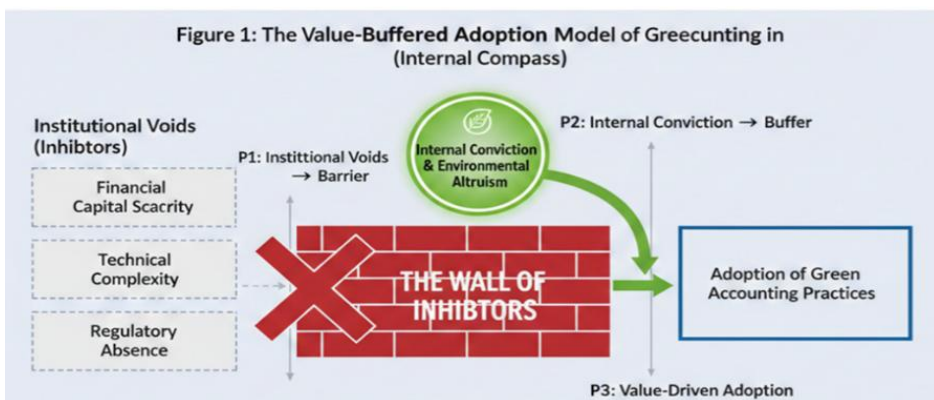 Figure 1: The Value-Buffered Adoption Model of Greecunting in
(Internal Compass)
Institutional Voids
(Inhibtors)
Financial
Capital Scacrity
Technical
Complexity
Regulatory
Absence
P1: Instittional Voids
→ Barrier
Internal Conviction
& Environmental
Altruism
P2: Internal Conviction → Buffer
THE WALL OF
INHIBTORS
Adoption of Green
Accounting Practices
P3: Value-Driven Adoption